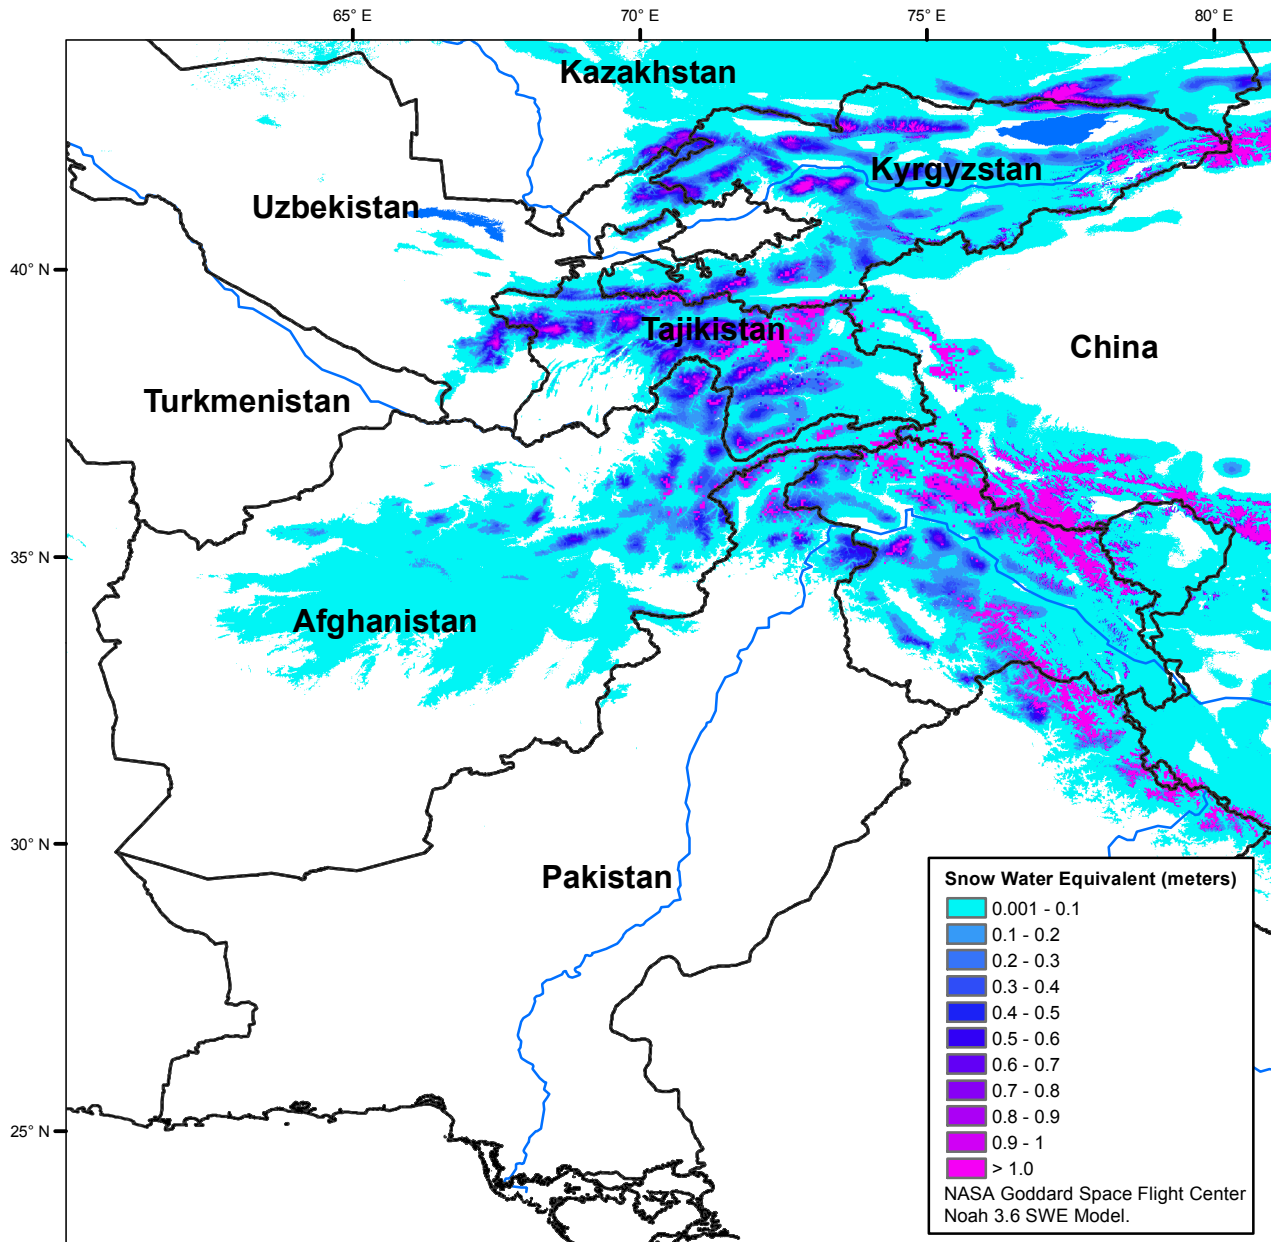 65° E
70° E
75° E
80° E
Kazakhstan
Kyrgyzstan
Uzbekistan
40° N
Tajikistan
China
Turkmenistan
35° N
Afghanistan
30° N
Pakistan
25° N
Snow Water Equivalent (meters)
0.001 - 0.1
0.1 - 0.2
0.2 - 0.3
0.3 - 0.4
0.4 - 0.5
0.5 - 0.6
0.6 - 0.7
0.7 - 0.8
0.8 - 0.9
0.9 - 1
> 1.0
NASA Goddard Space Flight Center
Noah 3.6 SWE Model.